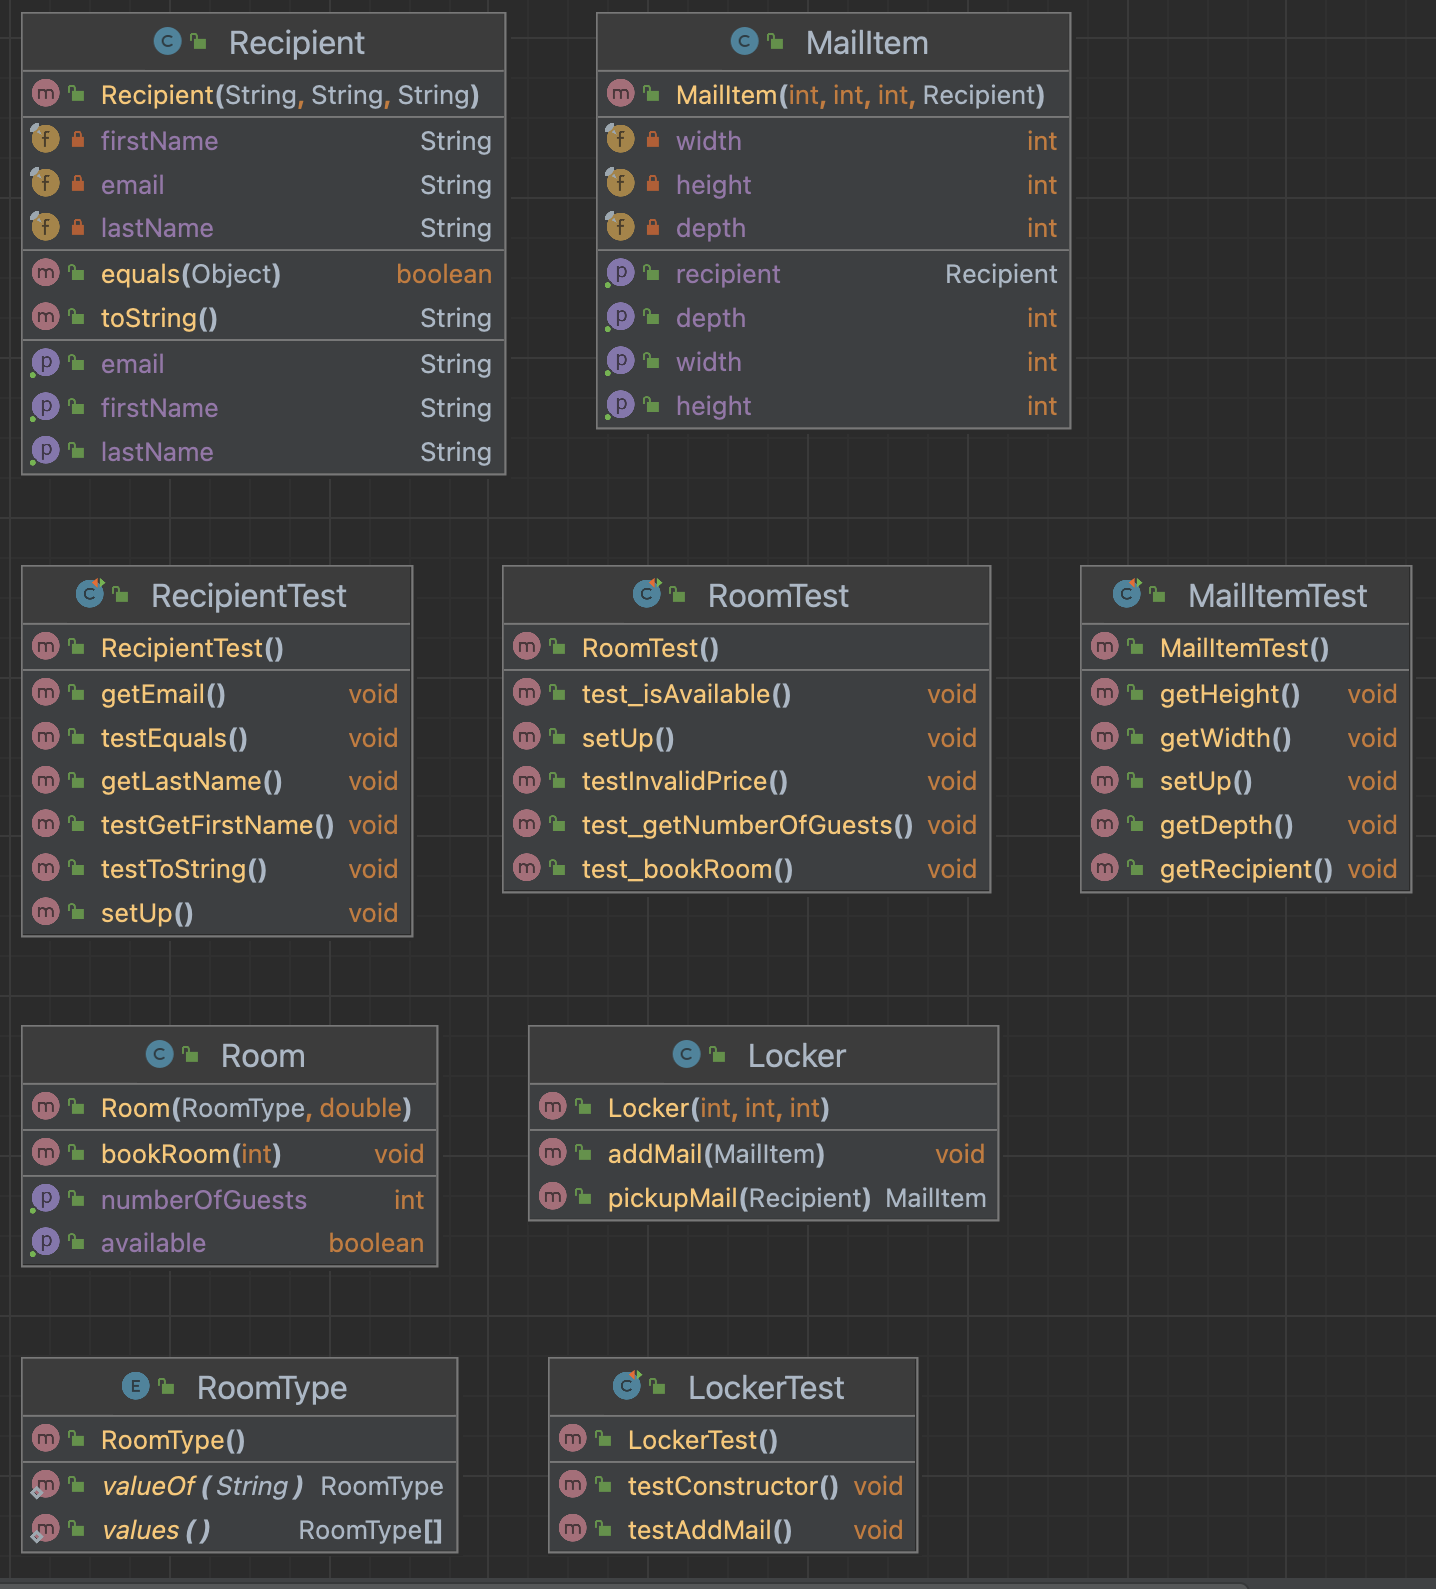 Recipient
Recipient(String, String, String)
firstName String
email String
lastName String
equals(Object) boolean
toString() String
email String
firstName String
lastName String
MailItem
MailItem(int, int, int, Recipient)
width int
height int
depth int
recipient Recipient
depth int
width int
height int
RecipientTest
RecipientTest()
getEmail() void
testEquals() void
getLastName() void
testGetFirstName() void
testToString() void
setUp() void
RoomTest
RoomTest()
test_isAvailable() void
setUp() void
testInvalidPrice() void
test_getNumberOfGuests() void
test_bookRoom() void
MailItemTest
MailItemTest()
getHeight() void
getWidth() void
setUp() void
getDepth() void
getRecipient() void
Room
Room(RoomType, double)
bookRoom(int) void
numberOfGuests int
available boolean
Locker
Locker(int, int, int)
addMail(MailItem) void
pickupMail(Recipient) MailItem
RoomType
RoomType()
valueOf(String) RoomType
values() RoomType[]
LockerTest
LockerTest()
testConstructor() void
testAddMail() void